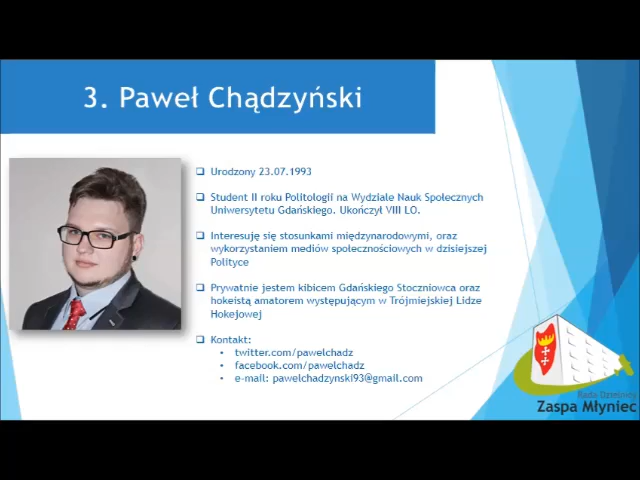 3. Paweł Chądzyński
Urodzony 23.07.1993
Student II roku Politologii na Wydziale Nauk Społecznych
Uniwersytetu Gdańskiego. Ukończył VIII LO.
Interesuję się stosunkami międzynarodowymi, oraz
wykorzystaniem mediów społecznościowych w dzisiejszej
Polityce
Prywatnie jestem kibicem Gdańskiego Stoczniowca oraz
hokeistą amatorem występującym w Trójmiejskiej Lidze
Hokejowej
Kontakt:
• twitter.com/pawelchadz
• facebook.com/pawelchadz
• e-mail: pawelchadzynski93@gmail.com
Rada Dzielnicy
Zaspa Młyniec